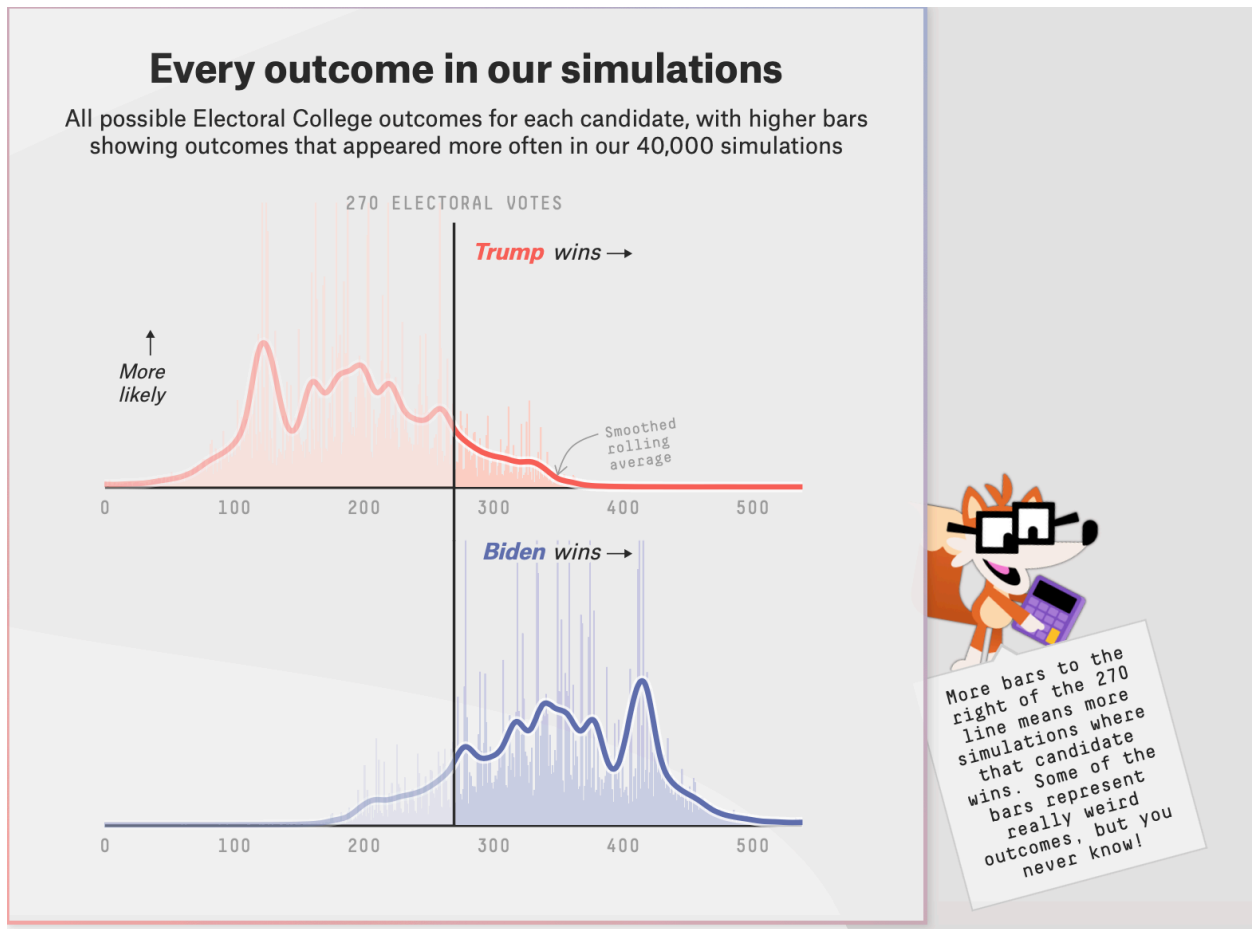 Every outcome in our simulations
All possible Electoral College outcomes for each candidate, with higher bars
showing outcomes that appeared more often in our 40,000 simulations
270 ELECTORAL VOTES
Trump wins →
↑
More
likely
Smoothed
rolling
average
0 100 200 300 400 500
Biden wins →
0 100 200 300 400 500
More bars to the
right of the 270
line means more
simulations where
that candidate
wins. Some of the
bars represent
really weird
outcomes, but you
never know!